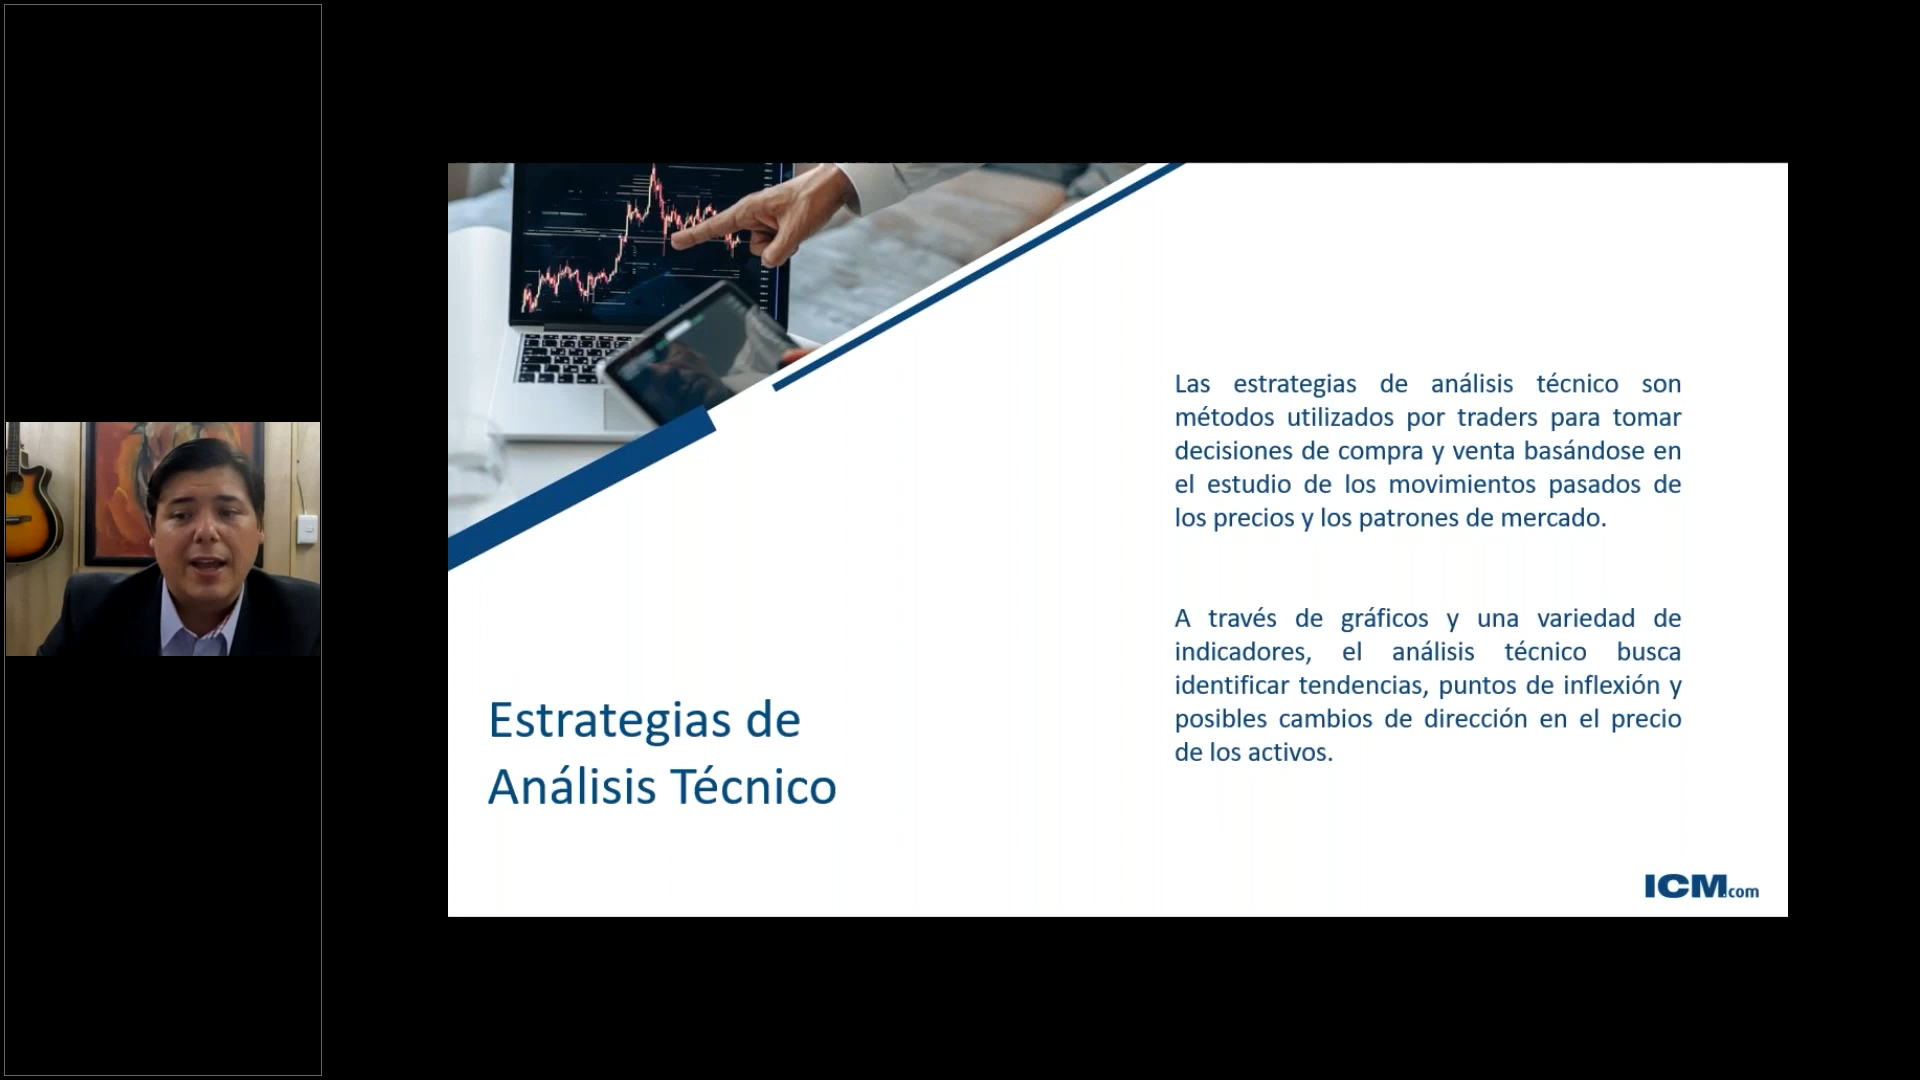 Estrategias de
Análisis Técnico
Las estrategias de análisis técnico son
métodos utilizados por traders para tomar
decisiones de compra y venta basándose en
el estudio de los movimientos pasados de
los precios y los patrones de mercado.
A través de gráficos y una variedad de
indicadores, el análisis técnico busca
identificar tendencias, puntos de inflexión y
posibles cambios de dirección en el precio
de los activos.
ICM.com